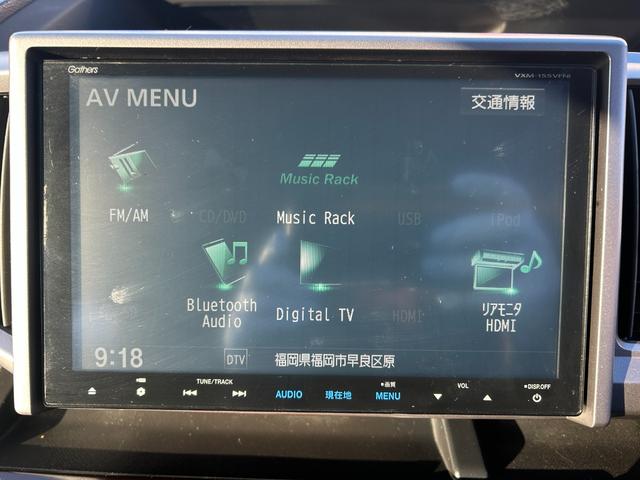 Gathers
VXM-155VFNi
AV MENU
交通情報
Music Rack
FM/AM
CD/DVD
Music Rack
USB
iPod
Bluetooth
Audio
Digital TV
HDMI
リアモニタ
HDMI
9:18
DTV
福岡県福岡市早良区原
TUNE/TRACK
AUDIO
現在地
画質
MENU
VOL
DISP.OFF